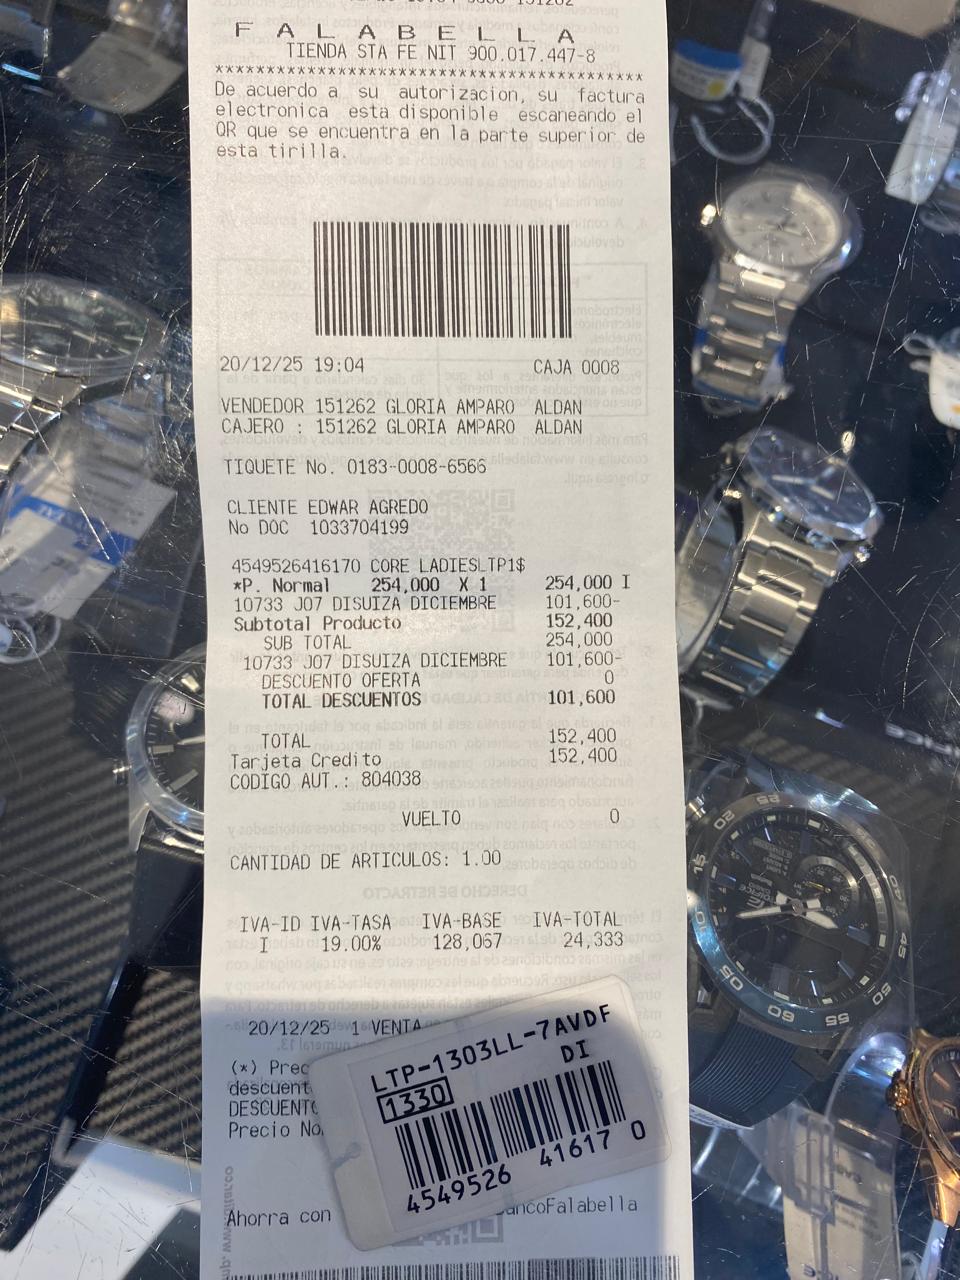 F A L A B E L L A
TIENDA STA FE NIT 900.017.447-8
******************************************
De acuerdo a su autorizacion, su factura
electronica esta disponible escaneando el
QR que se encuentra en la parte superior de
esta tirilla.
20/12/25 19:04 CAJA 0008
VENDEDOR 151262 GLORIA AMPARO ALDAN
CAJERO : 151262 GLORIA AMPARO ALDAN
TIQUETE No. 0183-0008-6566
CLIENTE EDWAR AGREDO
No DOC 1033704199
4549526416170 CORE LADIESLTP1$
*P. Normal 254,000 X 1 254,000 I
10733 J07 DISUIZA DICIEMBRE 101,600-
Subtotal Producto 152,400
SUB TOTAL 254,000
10733 J07 DISUIZA DICIEMBRE 101,600-
DESCUENTO OFERTA 0
TOTAL DESCUENTOS 101,600
TOTAL 152,400
Tarjeta Credito 152,400
CODIGO AUT.: 804038
VUELTO 0
CANTIDAD DE ARTICULOS: 1.00
IVA-ID IVA-TASA IVA-BASE IVA-TOTAL
I 19.00% 128,067 24,333
20/12/25 1 VENTA
(*) Prec
descuent
DESCUENTO
Precio No
LTP-1303LL-7AVDF
1330 DI
4549526 41617 0
Ahorra con ancoFalabella